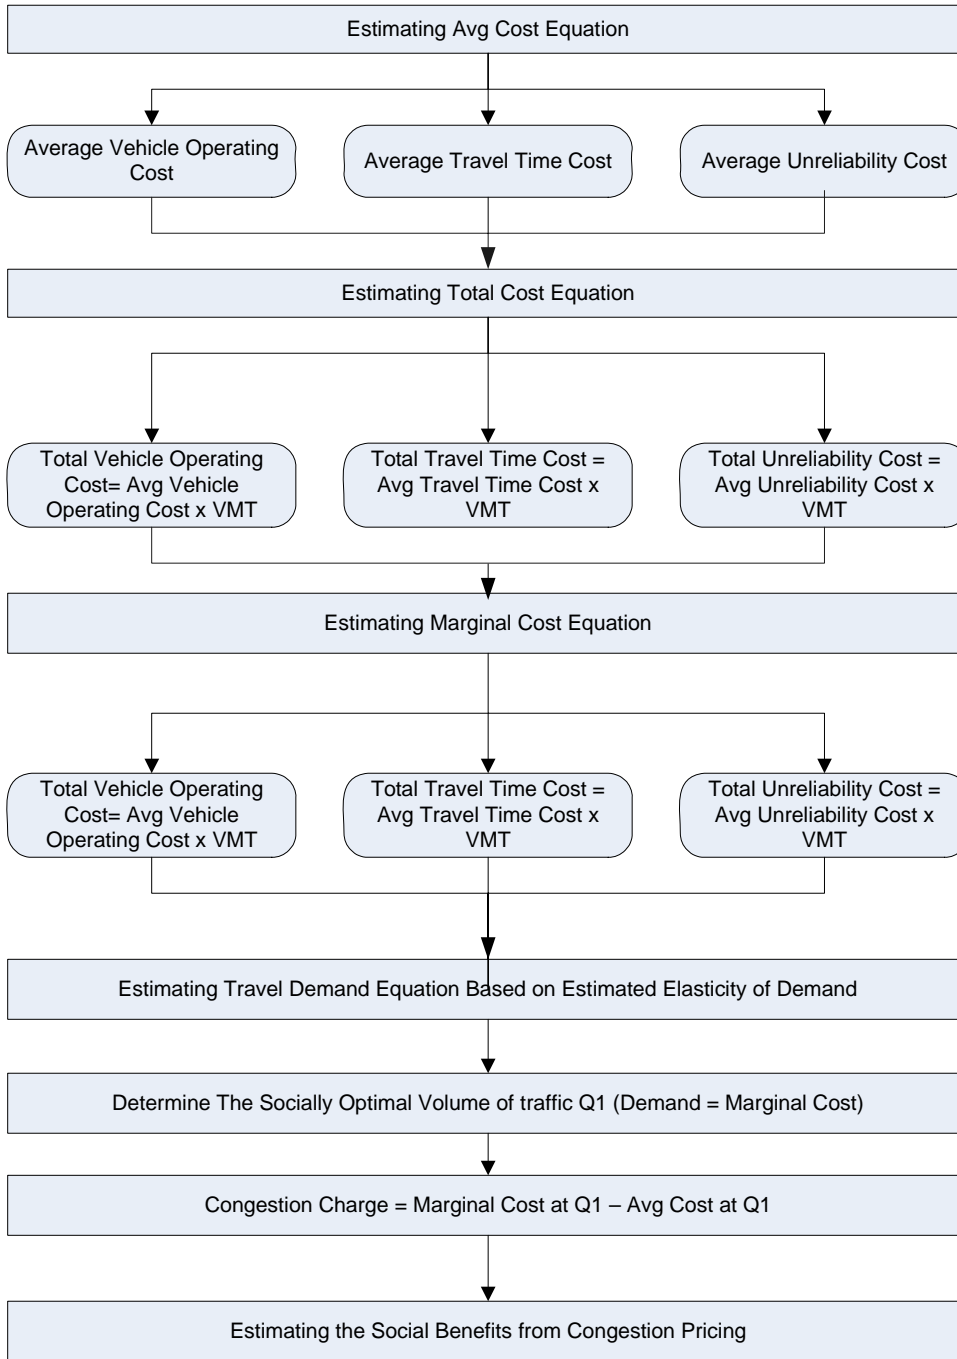 Estimating Avg Cost Equation
Average Vehicle Operating
Cost
Average Travel Time Cost
Average Unreliability Cost
Estimating Total Cost Equation
Total Vehicle Operating
Cost= Avg Vehicle
Operating Cost x VMT
Total Travel Time Cost =
Avg Travel Time Cost x
VMT
Total Unreliability Cost =
Avg Unreliability Cost x
VMT
Estimating Marginal Cost Equation
Total Vehicle Operating
Cost= Avg Vehicle
Operating Cost x VMT
Total Travel Time Cost =
Avg Travel Time Cost x
VMT
Total Unreliability Cost =
Avg Unreliability Cost x
VMT
Estimating Travel Demand Equation Based on Estimated Elasticity of Demand
Determine The Socially Optimal Volume of traffic Q1 (Demand = Marginal Cost)
Congestion Charge = Marginal Cost at Q1 – Avg Cost at Q1
Estimating the Social Benefits from Congestion Pricing